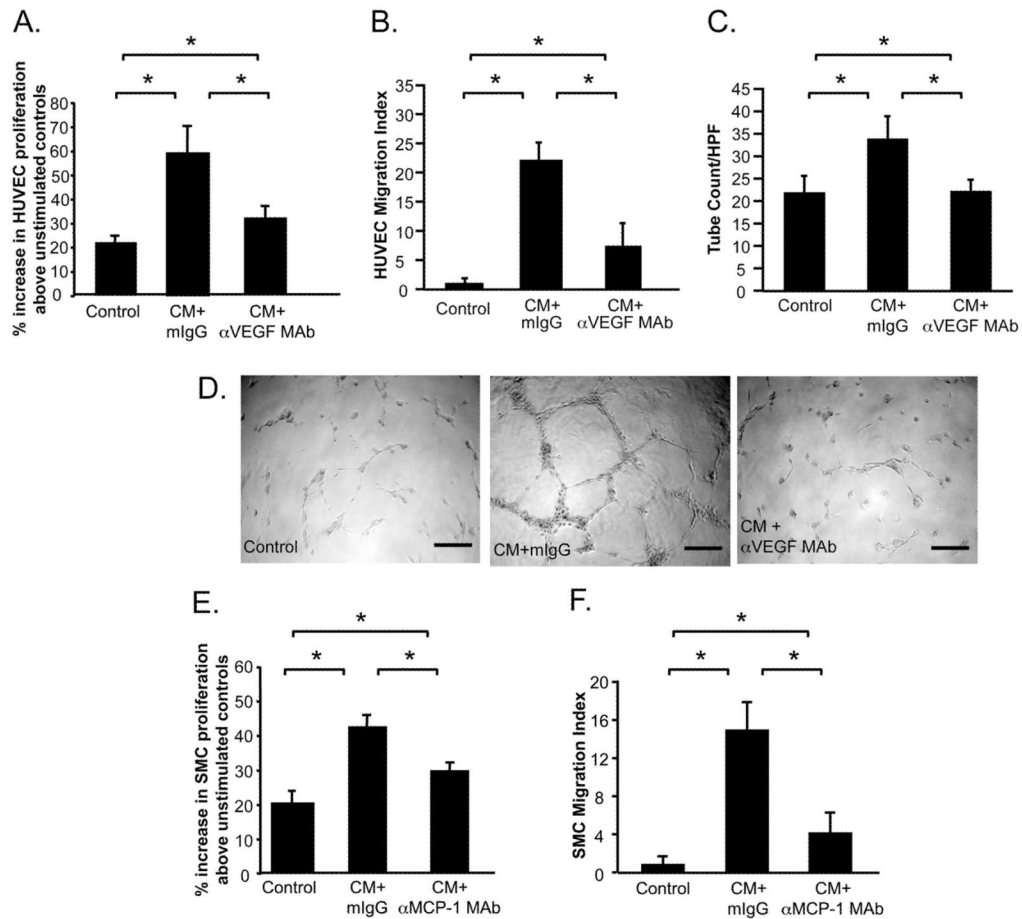 A.
*
*
*
% increase in HUVEC proliferation
above unstimulated controls
80
70
60
50
40
30
20
10
0
Control
CM+
mIgG
CM+
αVEGF MAb
B.
*
*
*
HUVEC Migration Index
35
30
25
20
15
10
5
0
Control
CM+
mIgG
CM+
αVEGF MAb
C.
*
*
*
Tube Count/HPF
45
40
35
30
25
20
15
10
5
0
Control
CM+
mIgG
CM+
αVEGF MAb
D.
Control
CM+mIgG
CM +
αVEGF MAb
E.
*
*
*
% increase in SMC proliferation
above unstimulated controls
60
50
40
30
20
10
0
Control
CM+
mIgG
CM+
αMCP-1 MAb
F.
*
*
*
SMC Migration Index
20
16
12
8
4
0
Control
CM+
mIgG
CM+
αMCP-1 MAb